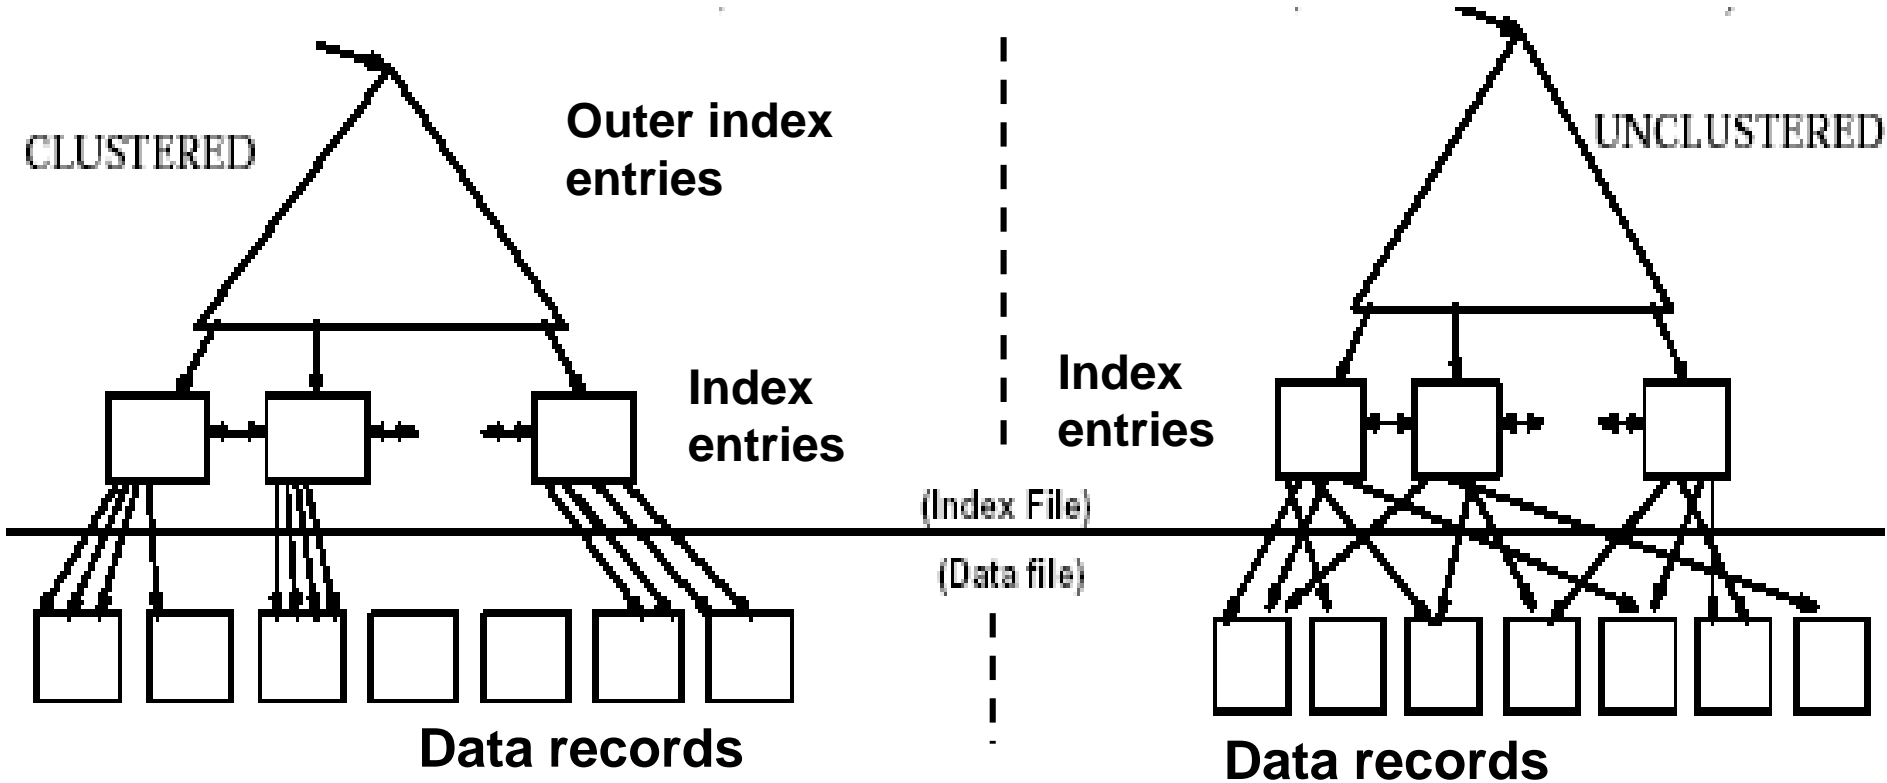 CLUSTERED
Outer index
entries
UNCLUSTERED
Index
entries
Index
entries
(Index File)
(Data file)
Data records
Data records